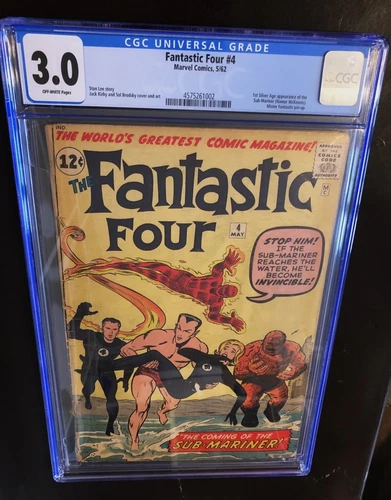 CGC UNIVERSAL GRADE
3.0
OFF-WHITE Pages
Fantastic Four #4
Marvel Comics, 5/62
Stan Lee story
Jack Kirby and Sol Brodsky cover and art
4575261002
1st Silver Age appearance of the
Sub-Mariner (Namor McKenzie)
Mister Fantastic pin-up
CGC
IND.
THE WORLD'S GREATEST COMIC MAGAZINE!
12¢
APPROVED
BY THE
COMICS
CODE
AUTHORITY
THE
Fantastic
FOUR
M
C
4
MAY
STOP HIM!
IF THE
SUB-MARINER
REACHES THE
WATER, HE'LL
BECOME
INVINCIBLE!
4
4
"THE COMING OF THE
SUB-MARINER!"